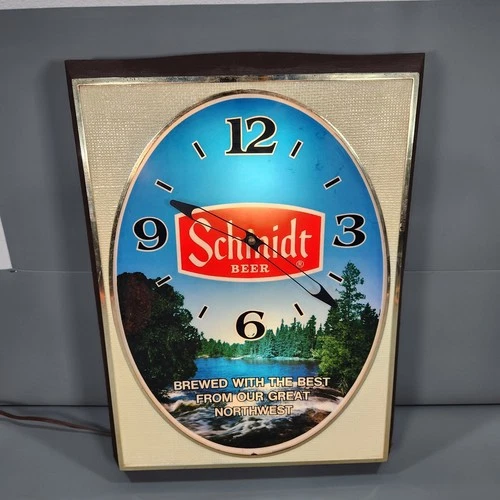 12
9
3
Schmidt
BEER ®
6
BREWED WITH THE BEST
FROM OUR GREAT
NORTHWEST